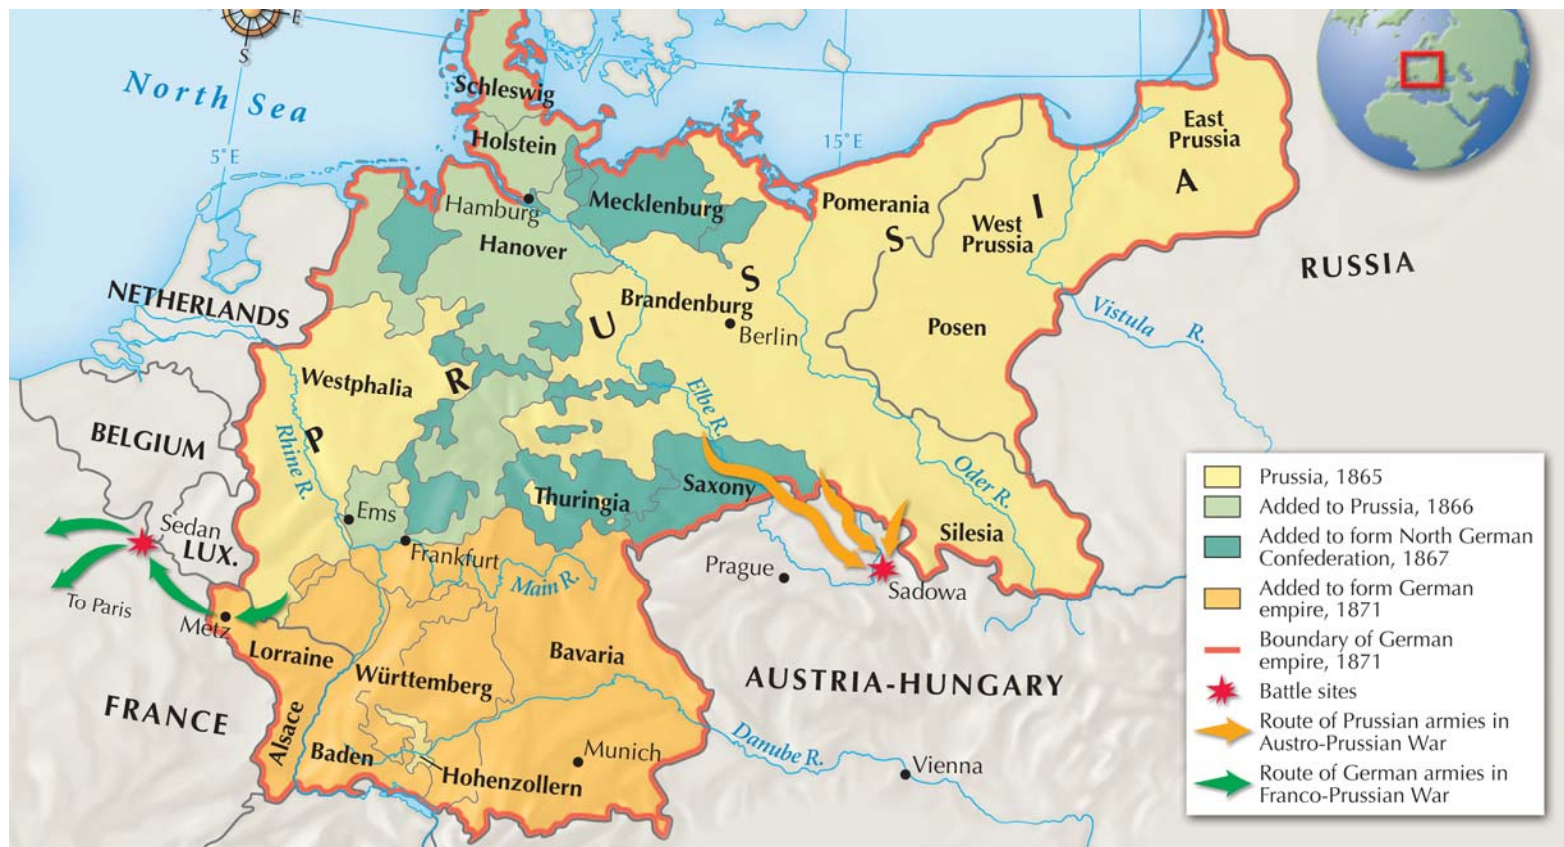 E
S
North Sea
5°E
15°E
Schleswig
Holstein
Hamburg
Mecklenburg
Hanover
Pomerania
West
Prussia
East
Prussia
PRUSSIA
RUSSIA
NETHERLANDS
Brandenburg
Berlin
Posen
Vistula R.
Westphalia
BELGIUM
Rhine R.
Elbe R.
Oder R.
Ems
Thuringia
Saxony
Silesia
Sedan
LUX.
Frankfurt
Main R.
Prague
Sadowa
To Paris
Metz
Lorraine
Württemberg
Bavaria
AUSTRIA-HUNGARY
FRANCE
Alsace
Baden
Hohenzollern
Munich
Danube R.
Vienna
Prussia, 1865
Added to Prussia, 1866
Added to form North German
Confederation, 1867
Added to form German
empire, 1871
Boundary of German
empire, 1871
Battle sites
Route of Prussian armies in
Austro-Prussian War
Route of German armies in
Franco-Prussian War